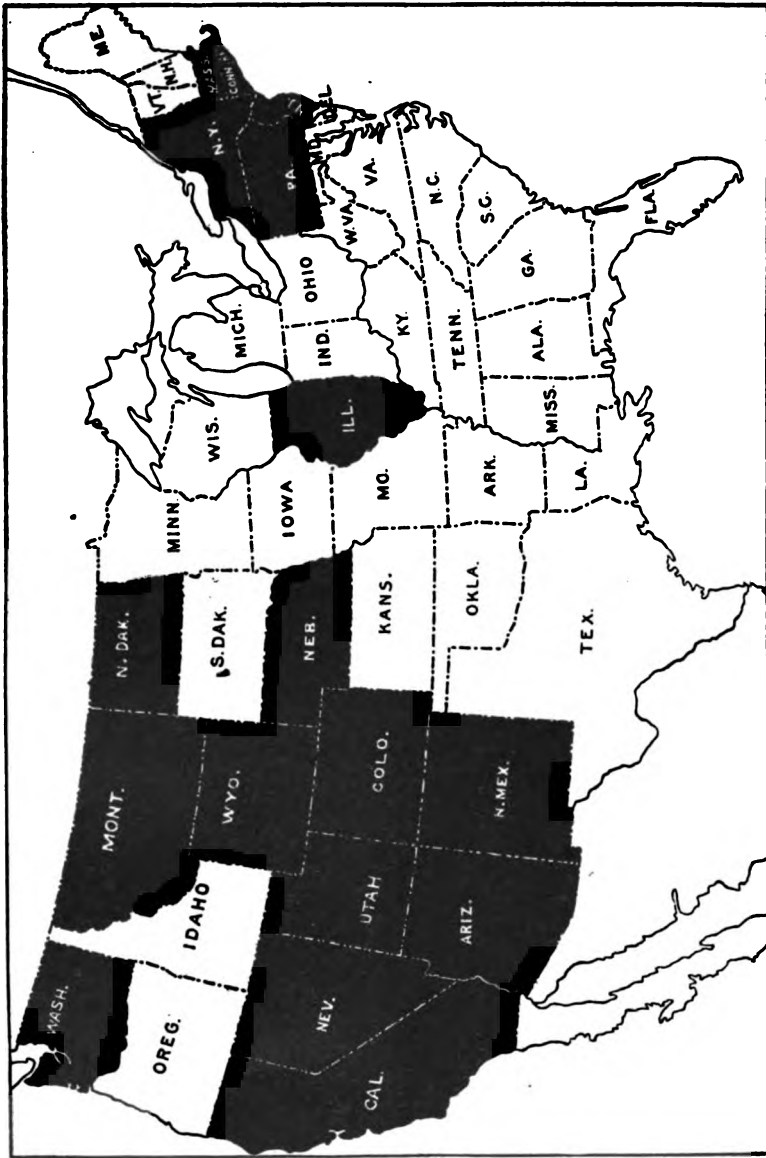 WASH.
OREG.
CAL.
NEV.
IDAHO
MONT.
WYO.
UTAH
ARIZ.
COLO.
N.MEX.
N. DAK.
S.DAK.
NEB.
KANS.
OKLA.
TEX.
MINN.
IOWA
MO.
ARK.
LA.
WIS.
ILL.
MICH.
IND.
OHIO
KY.
TENN.
MISS.
ALA.
GA.
FLA.
S.C.
N.C.
VA.
W.VA.
MD.
DEL
PA.
N.Y.
CONN
MASS.
VT.
N.H.
ME.